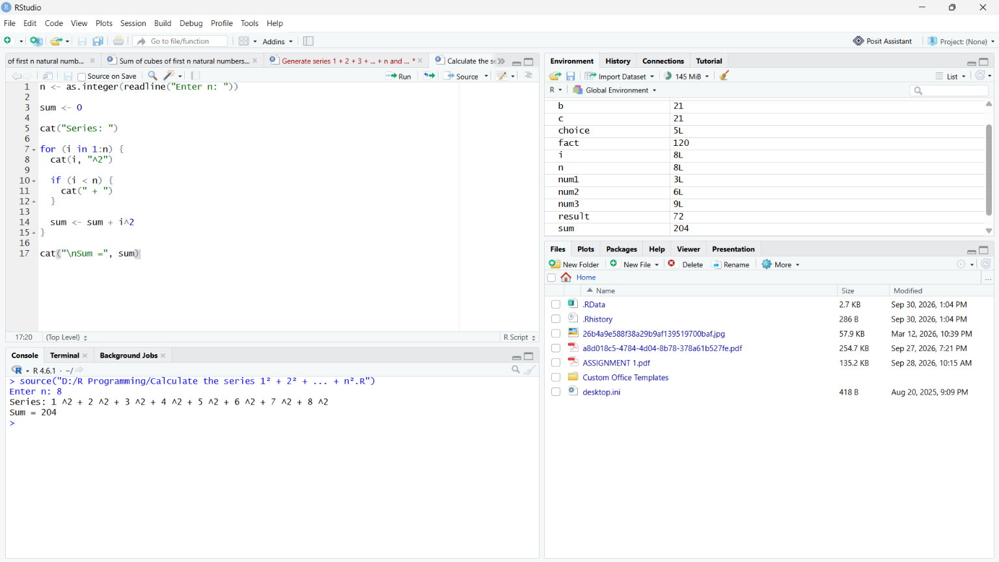 RStudio
File Edit Code View Plots Session Build Debug Profile Tools Help
Go to file/function Addins Posit Assistant Project: (None)
of first n natural numb... Sum of cubes of first n natural numbers... Generate series 1 + 2 + 3 + ... + n and ... * Calculate the se
Source on Save Run Source
1 n <- as.integer(readline("Enter n: "))
2
3 sum <- 0
4
5 cat("Series: ")
6
7 for (i in 1:n) {
8 cat(i, "^2")
9
10 if (i < n) {
11 cat(" + ")
12 }
13
14 sum <- sum + i^2
15 }
16
17 cat("\nSum =", sum)
17:20 (Top Level) R Script
Console Terminal Background Jobs
R 4.6.1 · ~/
> source("D:/R Programming/Calculate the series 1² + 2² + ... + n².R")
Enter n: 8
Series: 1 ^2 + 2 ^2 + 3 ^2 + 4 ^2 + 5 ^2 + 6 ^2 + 7 ^2 + 8 ^2
Sum = 204
>
Environment History Connections Tutorial
Import Dataset 145 MiB List
R Global Environment
b 21
c 21
choice 5L
fact 120
i 8L
n 8L
num1 3L
num2 6L
num3 9L
result 72
sum 204
Files Plots Packages Help Viewer Presentation
New Folder New File Delete Rename More
Home ...
Name Size Modified
.RData 2.7 KB Sep 30, 2026, 1:04 PM
.Rhistory 286 B Sep 30, 2026, 1:04 PM
26b4a9e588f38a29b9af139519700baf.jpg 57.9 KB Mar 12, 2026, 10:39 PM
a8d018c5-4784-4d04-8b78-378a61b527fe.pdf 254.7 KB Sep 27, 2026, 7:21 PM
ASSIGNMENT 1.pdf 135.2 KB Sep 28, 2026, 10:15 AM
Custom Office Templates
desktop.ini 418 B Aug 20, 2025, 9:09 PM